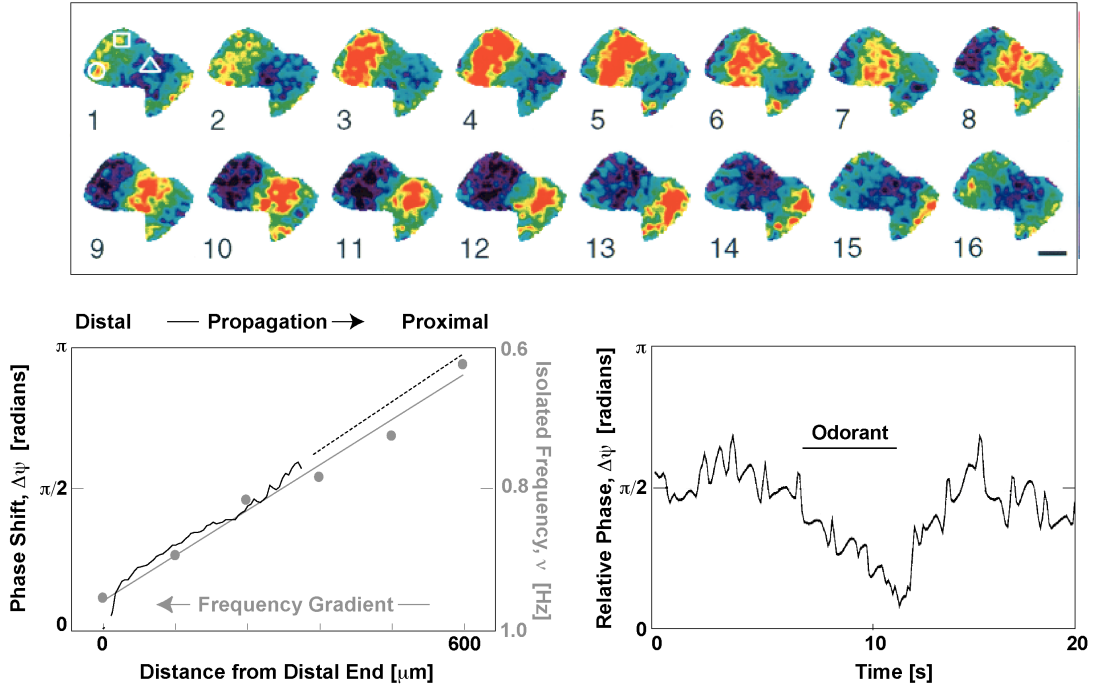 1 2 3 4 5 6 7 8
9 10 11 12 13 14 15 16
Distal Propagation Proximal
π
π/2
0
Phase Shift, Δψ [radians]
0.6
0.8
1.0
Isolated Frequency, ν [Hz]
Frequency Gradient
0 600
Distance from Distal End [μm]
π
π/2
0
Relative Phase, Δψ [radians]
Odorant
0 10 20
Time [s]